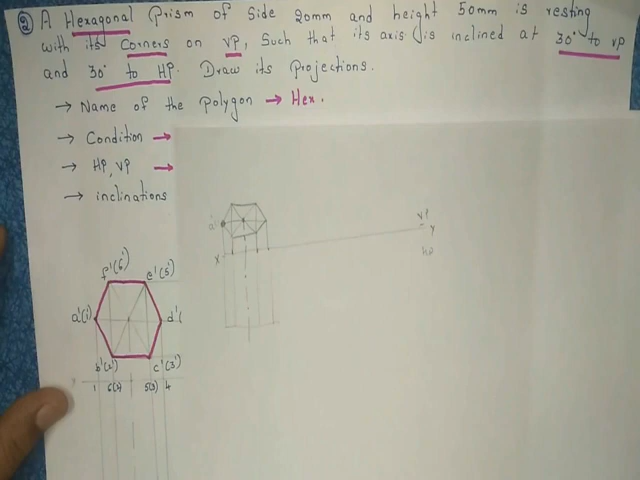 ② A Hexagonal Prism of Side 20mm and height 50mm is resting
with its Corners on VP, Such that its axis is inclined at 30° to VP
and 30° to HP. Draw its Projections.
→ Name of the Polygon → Hex.
→ Condition →
→ HP, VP →
→ inclinations
a'
VP
X
Y
HP
f'(6') e'(5')
a'(1') d'(
b'(2') c'(3')
1 6(2) 5(3) 4